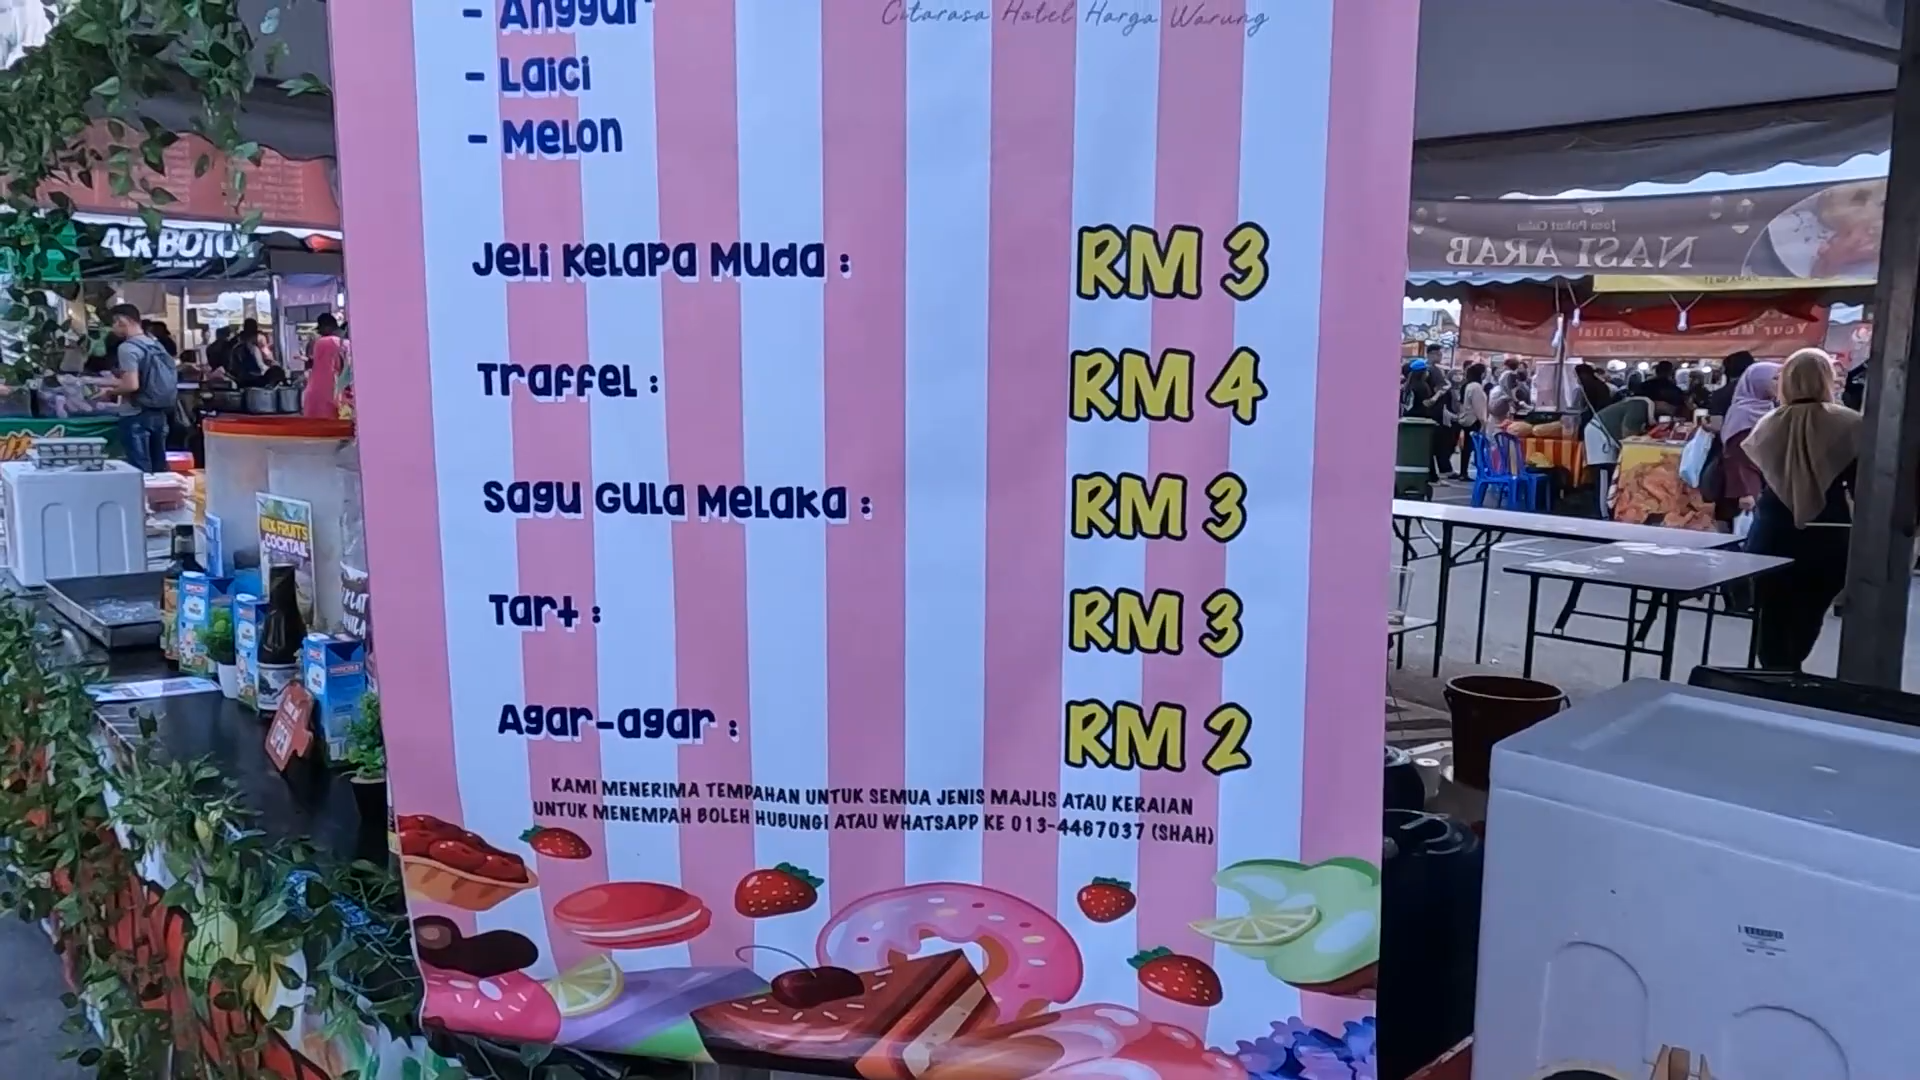 - Anggur
Citarasa Hotel Harga Warung
- Laici
- Melon
Jeli Kelapa Muda : RM 3
Traffel : RM 4
Sagu Gula Melaka : RM 3
Tart : RM 3
Agar-agar : RM 2
KAMI MENERIMA TEMPAHAN UNTUK SEMUA JENIS MAJLIS ATAU KERAIAN
UNTUK MENEMPAH BOLEH HUBUNGI ATAU WHATSAPP KE 013-4467037 (SHAH)
AIR BOTOL
NASI ARAB
MIX FRUITS
COCKTAIL